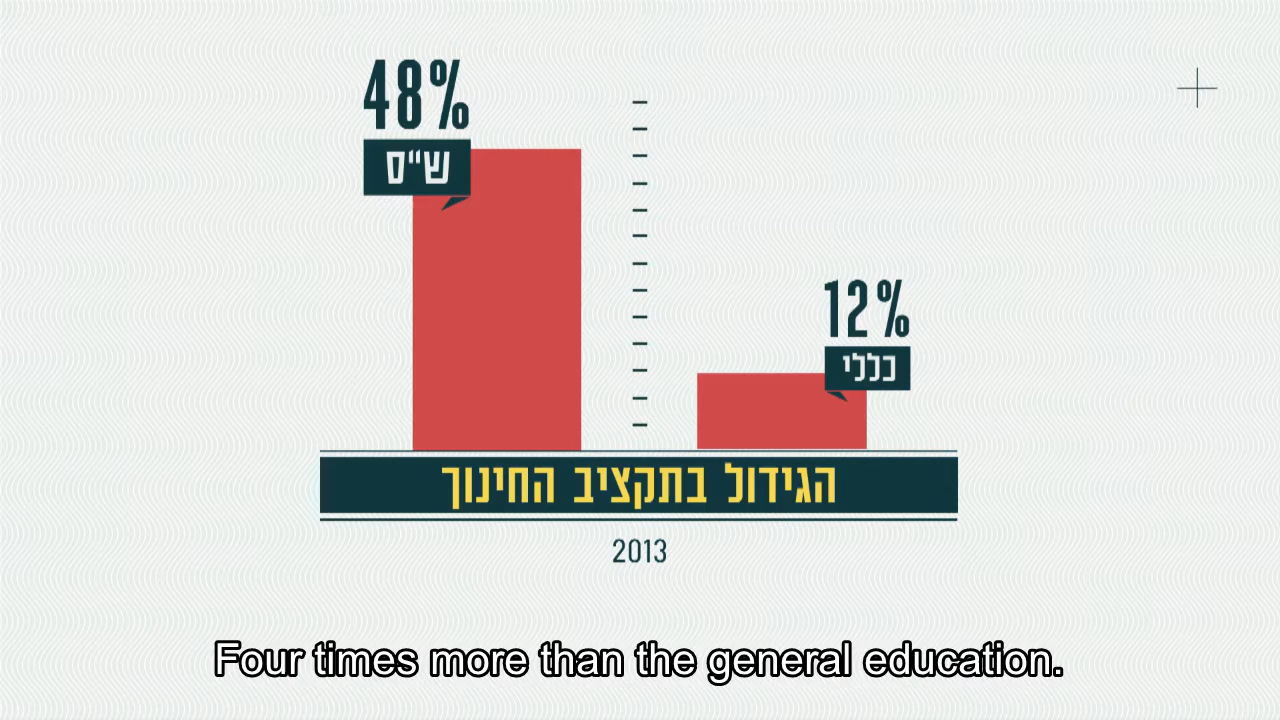 48%
ש"ס
12%
כללי
הגידול בתקציב החינוך
2013
Four times more than the general education.